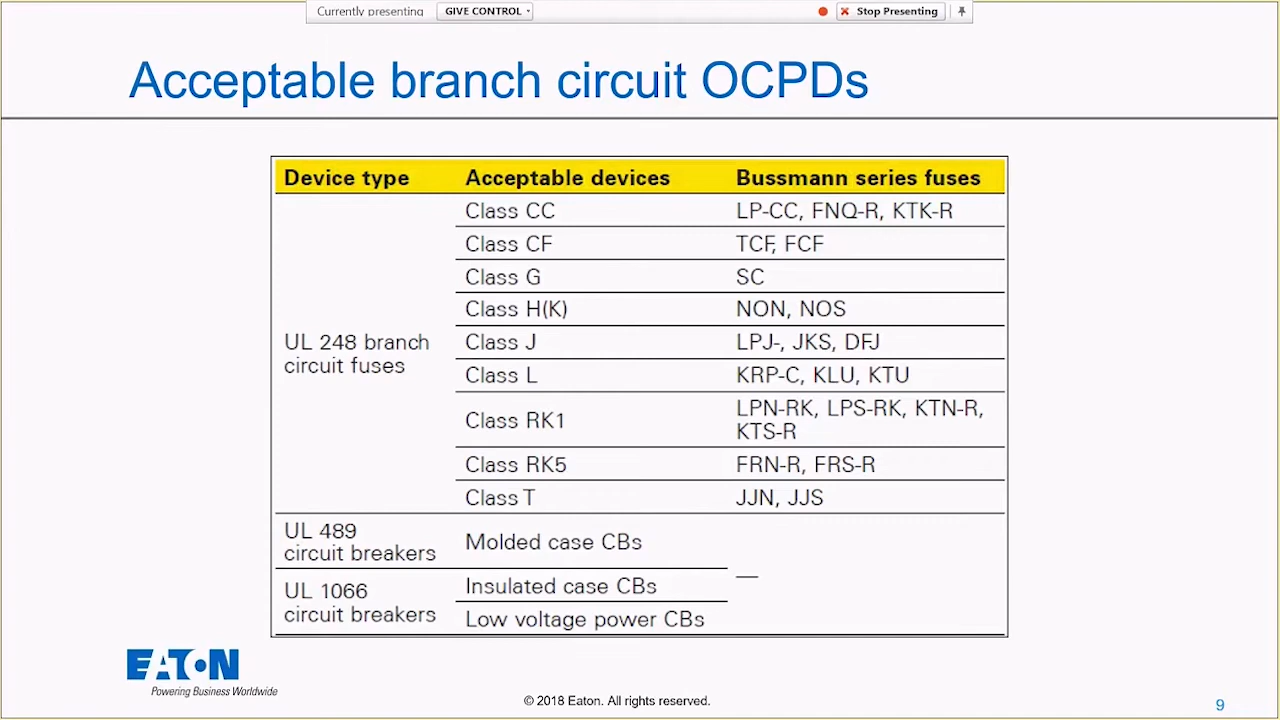 Currently presenting GIVE CONTROL Stop Presenting
Acceptable branch circuit OCPDs
Device type Acceptable devices Bussmann series fuses
Class CC LP-CC, FNQ-R, KTK-R
Class CF TCF, FCF
Class G SC
Class H(K) NON, NOS
UL 248 branch
circuit fuses
Class J LPJ-, JKS, DFJ
Class L KRP-C, KLU, KTU
Class RK1 LPN-RK, LPS-RK, KTN-R,
KTS-R
Class RK5 FRN-R, FRS-R
Class T JJN, JJS
UL 489
circuit breakers
Molded case CBs
—
UL 1066
circuit breakers
Insulated case CBs
Low voltage power CBs
EATON
Powering Business Worldwide
© 2018 Eaton. All rights reserved.
9